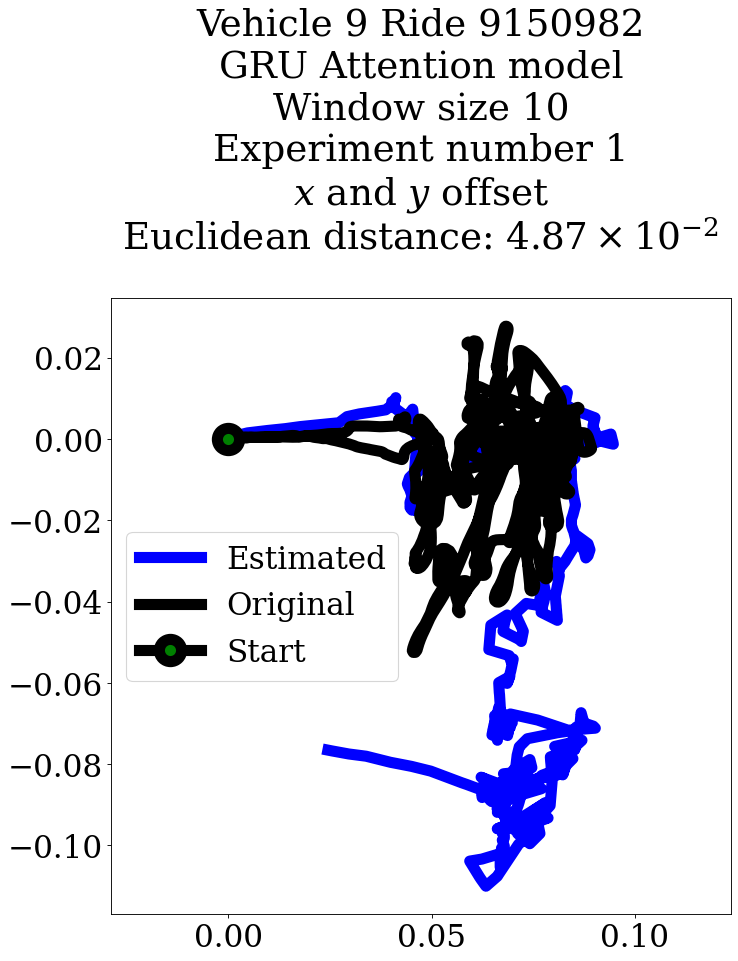 Vehicle 9 Ride 9150982
GRU Attention model
Window size 10
Experiment number 1
x and y offset
Euclidean distance: 4.87 × 10⁻²
0.02
0.00
−0.02
−0.04
−0.06
−0.08
−0.10
Estimated
Original
Start
0.00 0.05 0.10